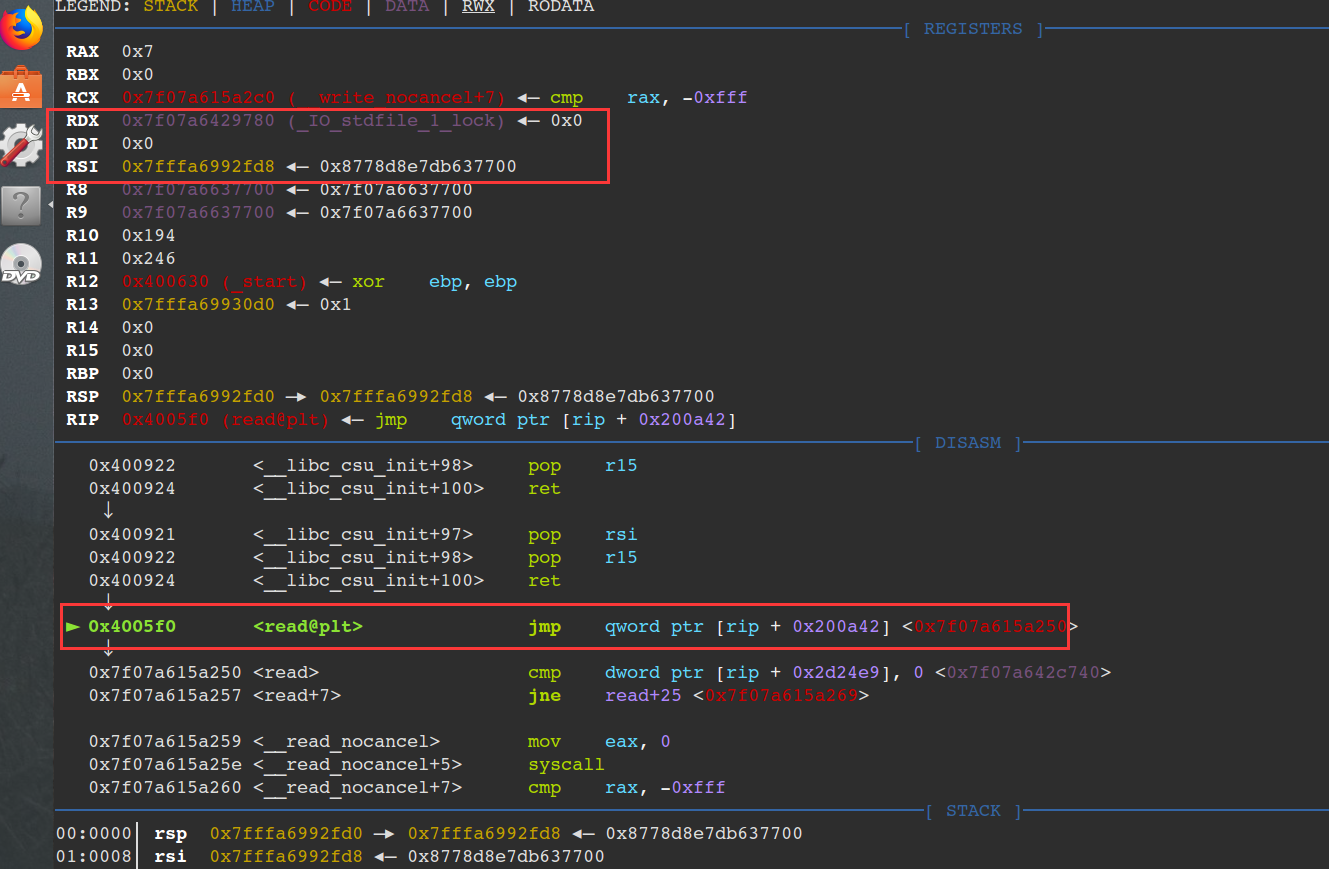 LEGEND: STACK | HEAP | CODE | DATA | RWX | RODATA
[ REGISTERS ]
RAX 0x7
RBX 0x0
RCX 0x7f07a615a2c0 (__write_nocancel+7) ◂— cmp rax, -0xfff
RDX 0x7f07a6429780 (_IO_stdfile_1_lock) ◂— 0x0
RDI 0x0
RSI 0x7fffa6992fd8 ◂— 0x8778d8e7db637700
R8 0x7f07a6637700 ◂— 0x7f07a6637700
R9 0x7f07a6637700 ◂— 0x7f07a6637700
R10 0x194
R11 0x246
R12 0x400630 (_start) ◂— xor ebp, ebp
R13 0x7fffa69930d0 ◂— 0x1
R14 0x0
R15 0x0
RBP 0x0
RSP 0x7fffa6992fd0 —▸ 0x7fffa6992fd8 ◂— 0x8778d8e7db637700
RIP 0x4005f0 (read@plt) ◂— jmp qword ptr [rip + 0x200a42]
[ DISASM ]
0x400922 <__libc_csu_init+98> pop r15
0x400924 <__libc_csu_init+100> ret
↓
0x400921 <__libc_csu_init+97> pop rsi
0x400922 <__libc_csu_init+98> pop r15
0x400924 <__libc_csu_init+100> ret
↓
► 0x4005f0 <read@plt> jmp qword ptr [rip + 0x200a42] <0x7f07a615a250>
↓
0x7f07a615a250 <read> cmp dword ptr [rip + 0x2d24e9], 0 <0x7f07a642c740>
0x7f07a615a257 <read+7> jne read+25 <0x7f07a615a269>
0x7f07a615a259 <__read_nocancel> mov eax, 0
0x7f07a615a25e <__read_nocancel+5> syscall
0x7f07a615a260 <__read_nocancel+7> cmp rax, -0xfff
[ STACK ]
00:0000│ rsp 0x7fffa6992fd0 —▸ 0x7fffa6992fd8 ◂— 0x8778d8e7db637700
01:0008│ rsi 0x7fffa6992fd8 ◂— 0x8778d8e7db637700
A
?
DVD